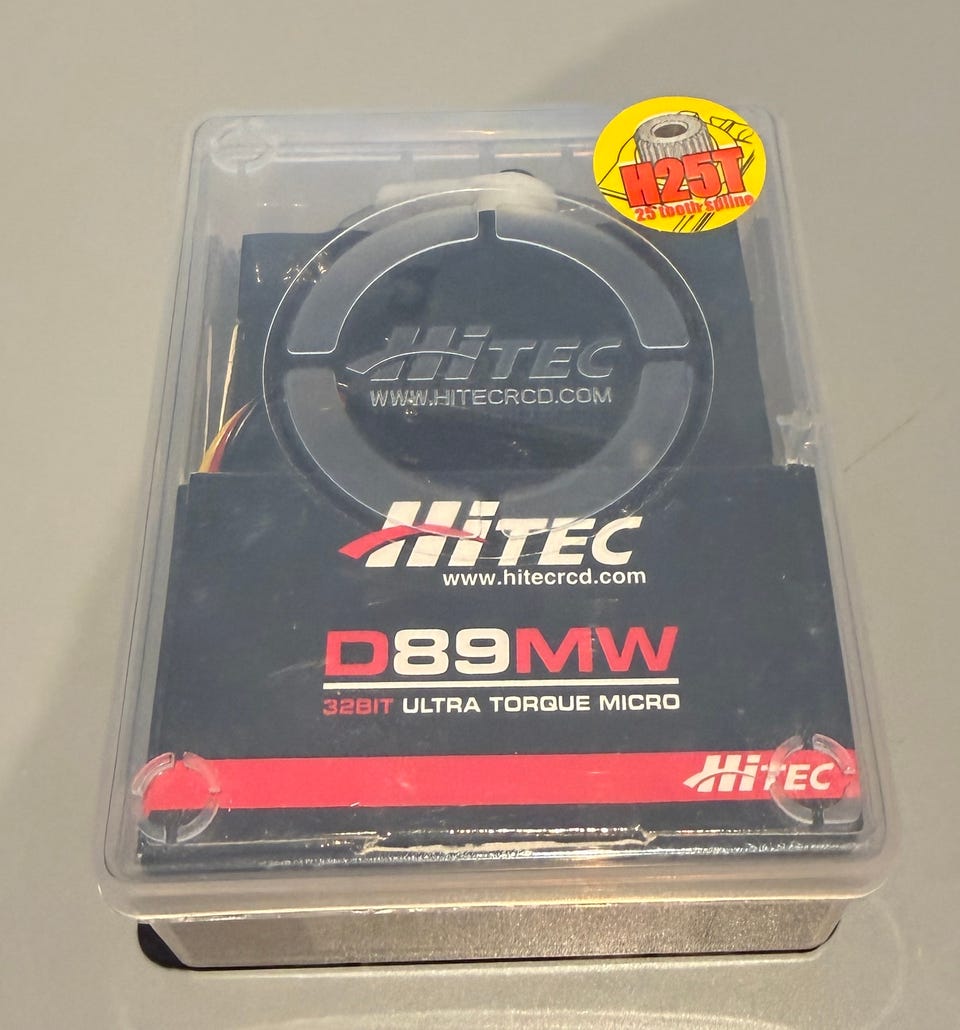 H25T
25 tooth spline
HiTEC
WWW.HITECRCD.COM
HiTEC
www.hitecrcd.com
D89MW
32BIT ULTRA TORQUE MICRO
HiTEC